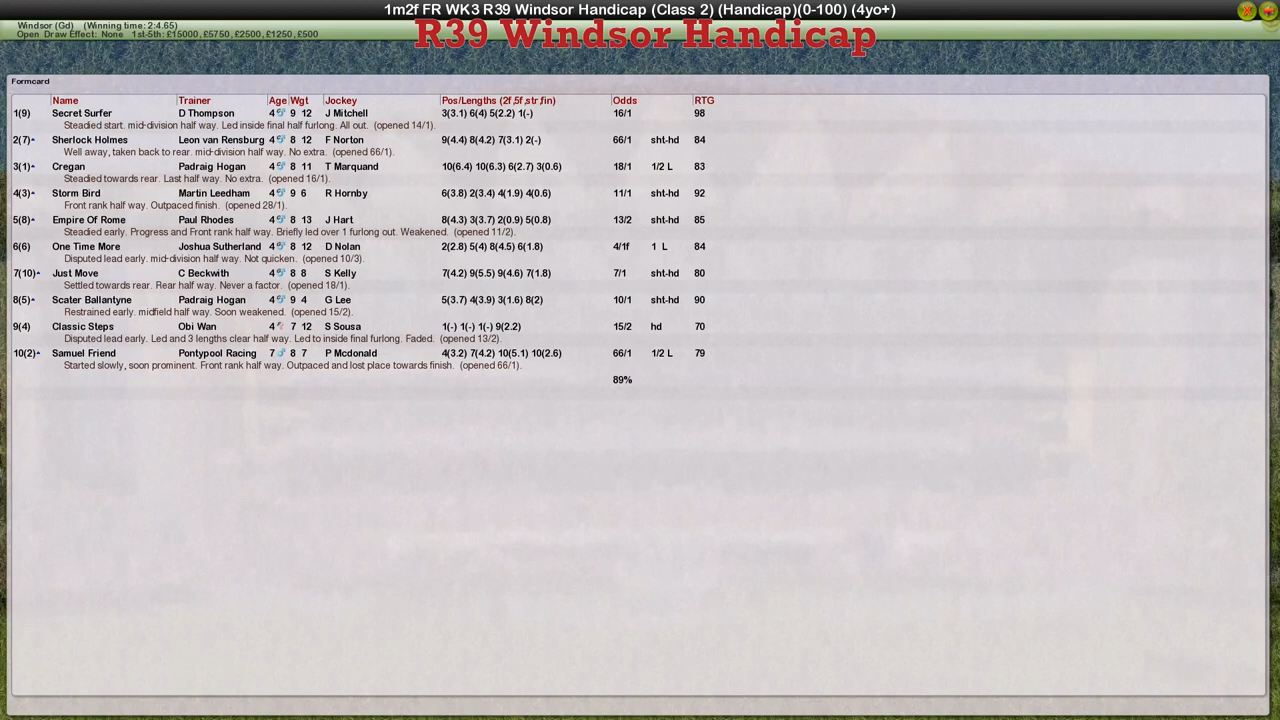 1m2f FR WK3 R39 Windsor Handicap (Class 2) (Handicap)(0-100) (4yo+)
Windsor (Gd) (Winning time: 2:4.65)
Open Draw Effect: None 1st-5th: £15000, £5750, £2500, £1250, £500
R39 Windsor Handicap
Formcard
Name Trainer Age Wgt Jockey Pos/Lengths (2f,5f,str,fin) Odds RTG
1(9) Secret Surfer D Thompson 4 9 12 J Mitchell 3(3.1) 6(4) 5(2.2) 1(-) 16/1 98
Steadied start. mid-division half way. Led inside final half furlong. All out. (opened 14/1).
2(7) Sherlock Holmes Leon van Rensburg 4 8 12 F Norton 9(4.4) 8(4.2) 7(3.1) 2(-) 66/1 sht-hd 84
Well away, taken back to rear. mid-division half way. No extra. (opened 66/1).
3(1) Cregan Padraig Hogan 4 8 11 T Marquand 10(6.4) 10(6.3) 6(2.7) 3(0.6) 18/1 1/2 L 83
Steadied towards rear. Last half way. No extra. (opened 16/1).
4(3) Storm Bird Martin Leedham 4 9 6 R Hornby 6(3.8) 2(3.4) 4(1.9) 4(0.6) 11/1 sht-hd 92
Front rank half way. Outpaced finish. (opened 28/1).
5(8) Empire Of Rome Paul Rhodes 4 8 13 J Hart 8(4.3) 3(3.7) 2(0.9) 5(0.8) 13/2 sht-hd 85
Steadied early. Progress and Front rank half way. Briefly led over 1 furlong out. Weakened. (opened 11/2).
6(6) One Time More Joshua Sutherland 4 8 12 D Nolan 2(2.8) 5(4) 8(4.5) 6(1.8) 4/1f 1 L 84
Disputed lead early. mid-division half way. Not quicken. (opened 10/3).
7(10) Just Move C Beckwith 4 8 8 S Kelly 7(4.2) 9(5.5) 9(4.6) 7(1.8) 7/1 sht-hd 80
Settled towards rear. Rear half way. Never a factor. (opened 18/1).
8(5) Scater Ballantyne Padraig Hogan 4 9 4 G Lee 5(3.7) 4(3.9) 3(1.6) 8(2) 10/1 sht-hd 90
Restrained early. midfield half way. Soon weakened. (opened 15/2).
9(4) Classic Steps Obi Wan 4 7 12 S Sousa 1(-) 1(-) 1(-) 9(2.2) 15/2 hd 70
Disputed lead early. Led and 3 lengths clear half way. Led to inside final furlong. Faded. (opened 13/2).
10(2) Samuel Friend Pontypool Racing 7 8 7 P Mcdonald 4(3.2) 7(4.2) 10(5.1) 10(2.6) 66/1 1/2 L 79
Started slowly, soon prominent. Front rank half way. Outpaced and lost place towards finish. (opened 66/1).
89%